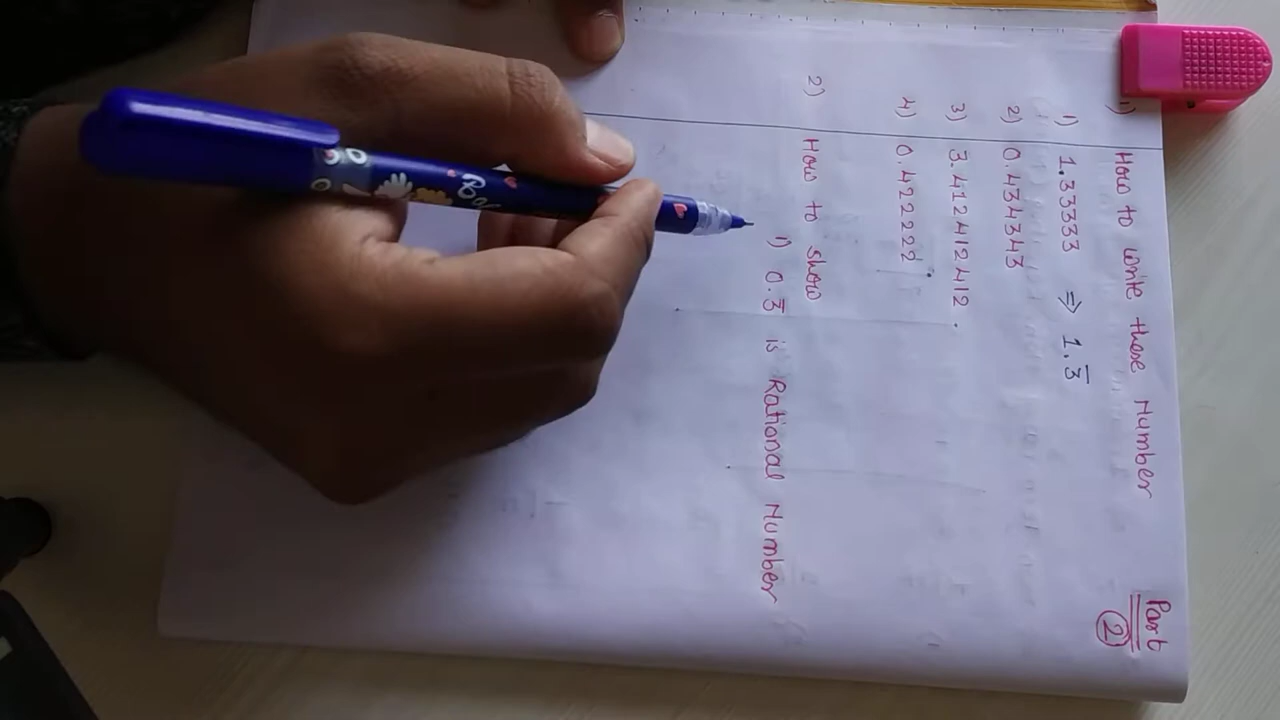 Part
2
1) How to write these Number
1) 1.33333 ⇒ 1.3̅
2) 0.434343
3) 3.412412412
4) 0.422222
2) How to show
1) 0.3̅ is Rational Number